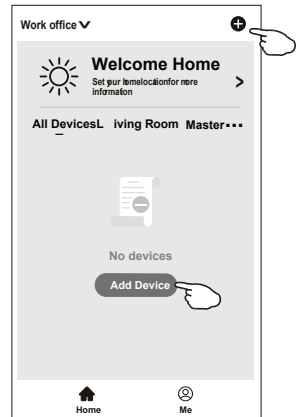 Work office
Welcome Home
Set your homelocationfor more
information
All DevicesL iving Room Master
No devices
Add Device
Home Me